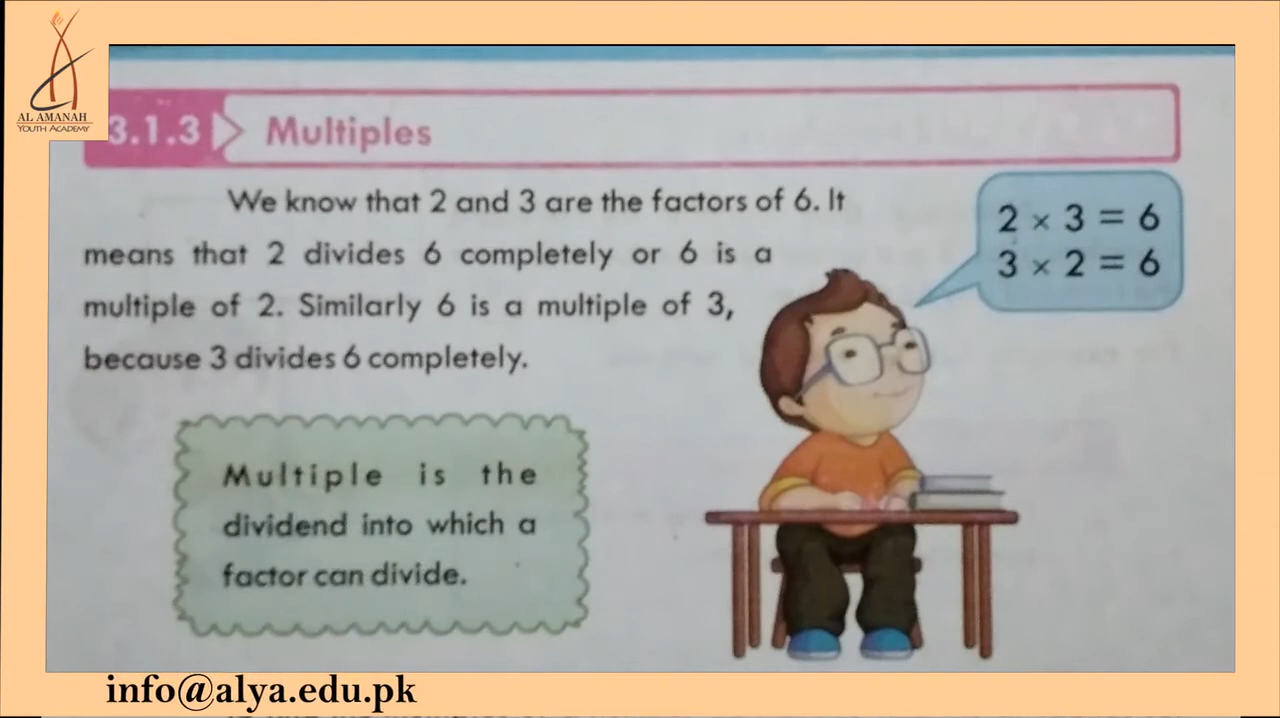 AL AMANAH
YOUTH ACADEMY
3.1.3
Multiples
We know that 2 and 3 are the factors of 6. It
means that 2 divides 6 completely or 6 is a
multiple of 2. Similarly 6 is a multiple of 3,
because 3 divides 6 completely.
2 × 3 = 6
3 × 2 = 6
Multiple is the
dividend into which a
factor can divide.
info@alya.edu.pk